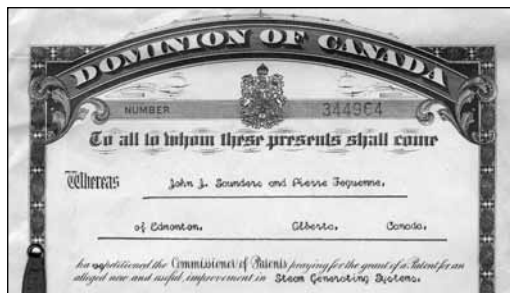 DOMINION OF CANADA
NUMBER 344964
To all to whom these presents shall come
Whereas John J. Saunders and Pierre
of Edmonton, Alberta, Canada,
petitioned the Commissioner of Patents praying for the grant of a Patent for an
alleged new and useful improvement in Steam Generating Systems.